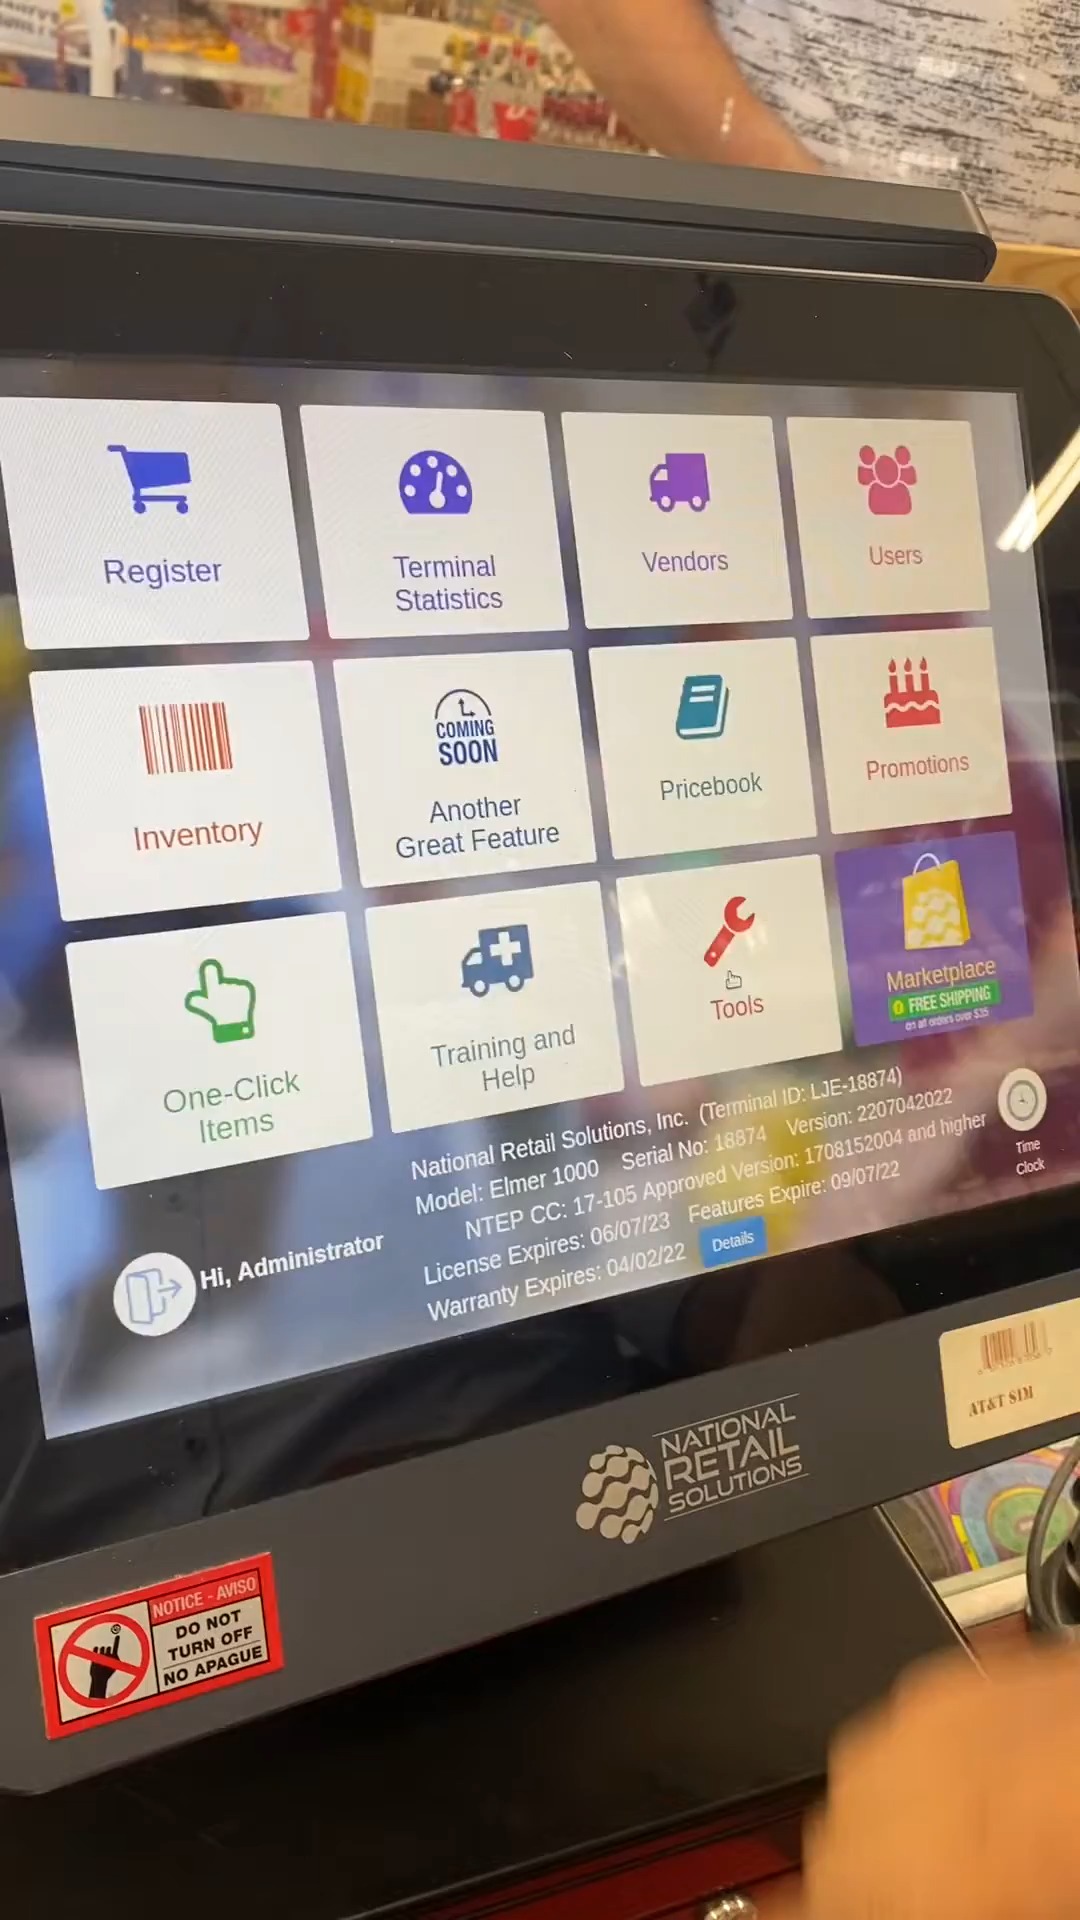 Register
Terminal
Statistics
Vendors
Users
Inventory
COMING
SOON
Another
Great Feature
Pricebook
Promotions
One-Click
Items
Training and
Help
Tools
Marketplace
FREE SHIPPING
on all orders over $35
National Retail Solutions, Inc. (Terminal ID: LJE-18874)
Model: Elmer 1000 Serial No: 18874 Version: 2207042022
NTEP CC: 17-105 Approved Version: 1708152004 and higher
License Expires: 06/07/23 Features Expire: 09/07/22
Warranty Expires: 04/02/22 Details
Time
Clock
Hi, Administrator
AT&T SIM
NATIONAL
RETAIL
SOLUTIONS
NOTICE - AVISO
DO NOT
TURN OFF
NO APAGUE